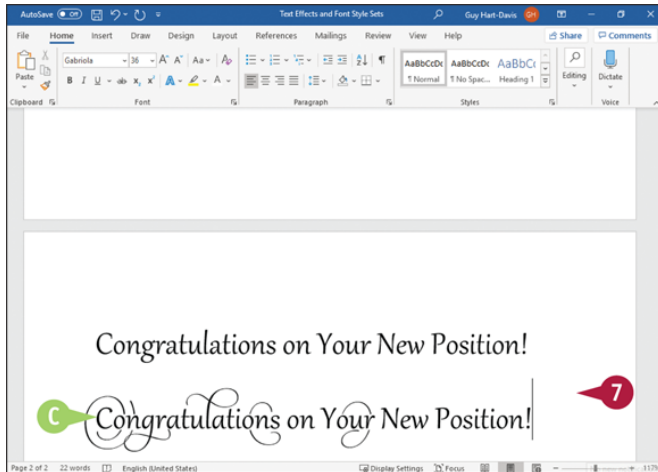 AutoSave Off Text Effects and Font Style Sets Guy Hart-Davis GH
File Home Insert Draw Design Layout References Mailings Review View Help Share Comments
Gabriola 36 A A Aa A AaBbCcDc AaBbCcDc AaBbCc
Paste B I U ab x x A A ¶ Normal ¶ No Spac... Heading 1 Editing Dictate
Clipboard Font Paragraph Styles Voice
Congratulations on Your New Position!
7
C Congratulations on Your New Position!
Page 2 of 2 22 words English (United States) Display Settings Focus 117%